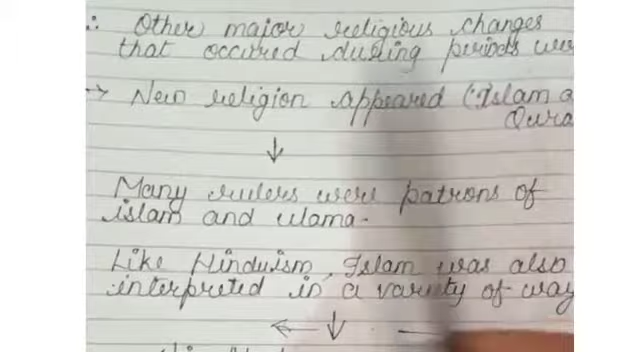 ∴ Other major religious changes
that occured during periods wer
→ New religion appeared (Islam a
Qura
↓
Many rulers were patrons of
islam and ulama.
Like Hinduism, Islam was also
interpreted in a variety of way